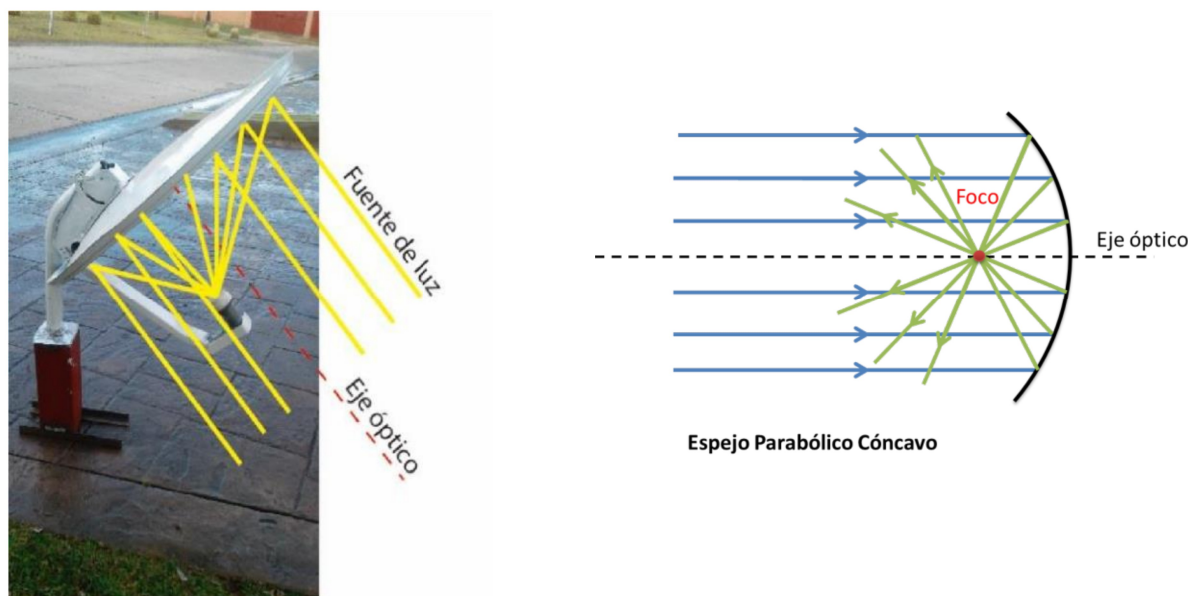 Fuente de luz
Eje óptico
Foco
Eje óptico
Espejo Parabólico Cóncavo